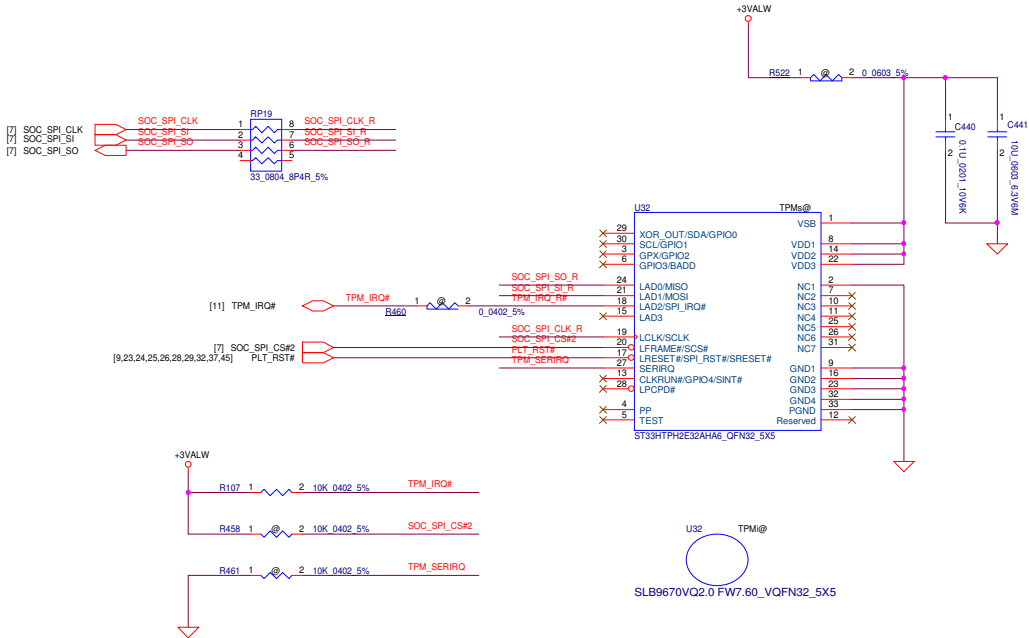 +3VALW
R522 1 @ 2 0_0603_5%
1 C440 2 0.1U_0201_10V6K
1 C441 2 10U_0603_6.3V6M
RP19
[7] SOC_SPI_CLK SOC_SPI_CLK 1 8 SOC_SPI_CLK_R
[7] SOC_SPI_SI SOC_SPI_SI 2 7 SOC_SPI_SI_R
[7] SOC_SPI_SO SOC_SPI_SO 3 6 SOC_SPI_SO_R
4 5
33_0804_8P4R_5%
U32 TPMs@
29 XOR_OUT/SDA/GPIO0
30 SCL/GPIO1
3 GPX/GPIO2
6 GPIO3/BADD
SOC_SPI_SO_R 24 LAD0/MISO
SOC_SPI_SI_R 21 LAD1/MOSI
[11] TPM_IRQ# TPM_IRQ# 1 @ 2 TPM_IRQ_R# 18 LAD2/SPI_IRQ#
R460 0_0402_5%
15 LAD3
SOC_SPI_CLK_R 19 LCLK/SCLK
[7] SOC_SPI_CS#2 SOC_SPI_CS#2 20 LFRAME#/SCS#
[9,23,24,25,26,28,29,32,37,45] PLT_RST# PLT_RST# 17 LRESET#/SPI_RST#/SRESET#
TPM_SERIRQ 27 SERIRQ
13 CLKRUN#/GPIO4/SINT#
28 LPCPD#
4 PP
5 TEST
VSB 1
VDD1 8
VDD2 14
VDD3 22
NC1 2
NC2 7
NC3 10
NC4 11
NC5 25
NC6 26
NC7 31
GND1 9
GND2 16
GND3 23
GND4 32
PGND 33
Reserved 12
ST33HTPH2E32AHA6_QFN32_5X5
+3VALW
R107 1 2 10K_0402_5% TPM_IRQ#
R458 1 @ 2 10K_0402_5% SOC_SPI_CS#2
R461 1 @ 2 10K_0402_5% TPM_SERIRQ
U32 TPMi@
SLB9670VQ2.0 FW7.60_VQFN32_5X5